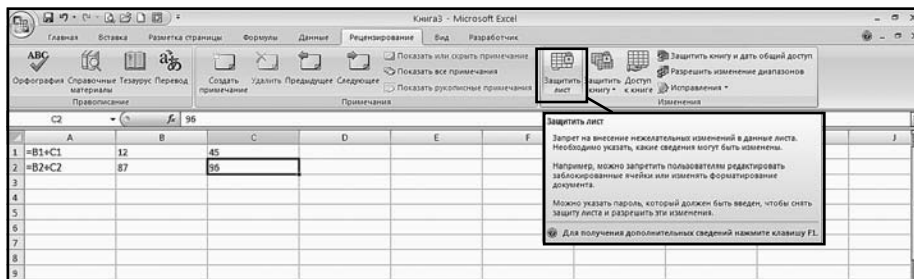 Книга3 - Microsoft Excel
Главная Вставка Разметка страницы Формулы Данные Рецензирование Вид Разработчик
ABC
Орфография Справочные материалы Тезаурус Перевод
Правописание
Создать примечание Удалить Предыдущее Следующее
Показать или скрыть примечание
Показать все примечания
Показать рукописные примечания
Примечания
Защитить лист Защитить книгу Доступ к книге
Защитить книгу и дать общий доступ
Разрешить изменение диапазонов
Исправления
Изменения
C2 fx 96
A B C D E F J
1 =B1+C1 12 45
2 =B2+C2 87 96
3
4
5
6
7
8
9
Защитить лист
Запрет на внесение нежелательных изменений в данные листа.
Необходимо указать, какие сведения могут быть изменены.
Например, можно запретить пользователям редактировать
заблокированные ячейки или изменять форматирование
документа.
Можно указать пароль, который должен быть введен, чтобы снять
защиту листа и разрешить эти изменения.
Для получения дополнительных сведений нажмите клавишу F1.